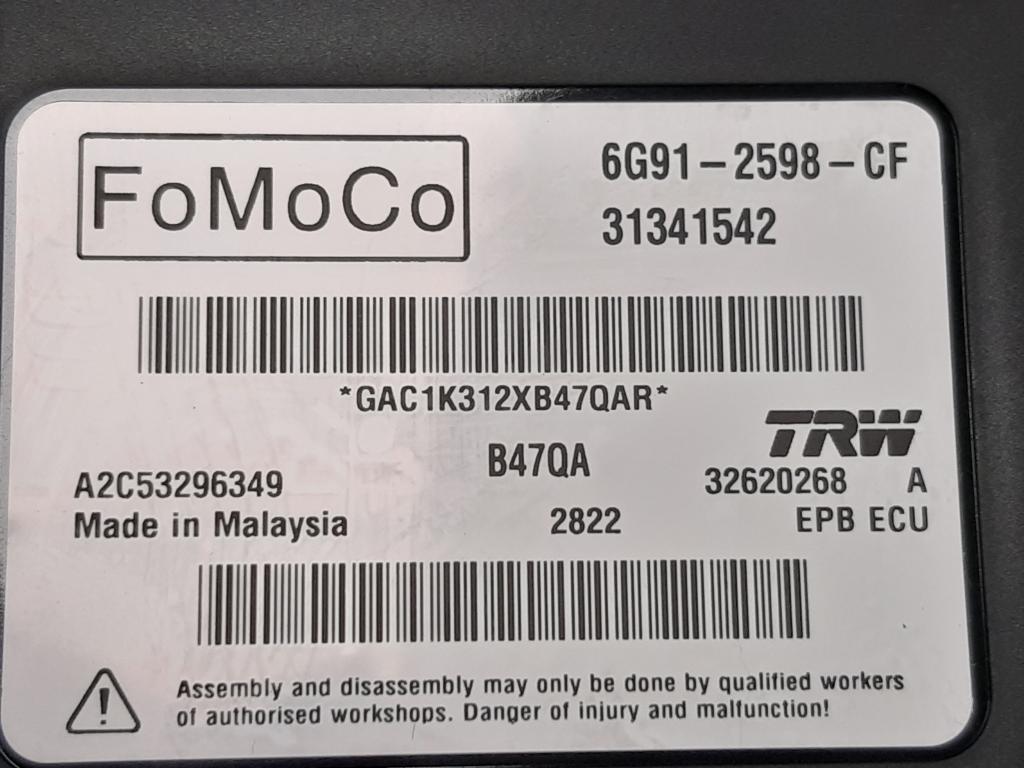 FoMoCo
6G91-2598-CF
31341542
*GAC1K312XB47QAR*
TRW
B47QA
A2C53296349
32620268 A
Made in Malaysia
2822
EPB ECU
Assembly and disassembly may only be done by qualified workers
of authorised workshops. Danger of injury and malfunction!